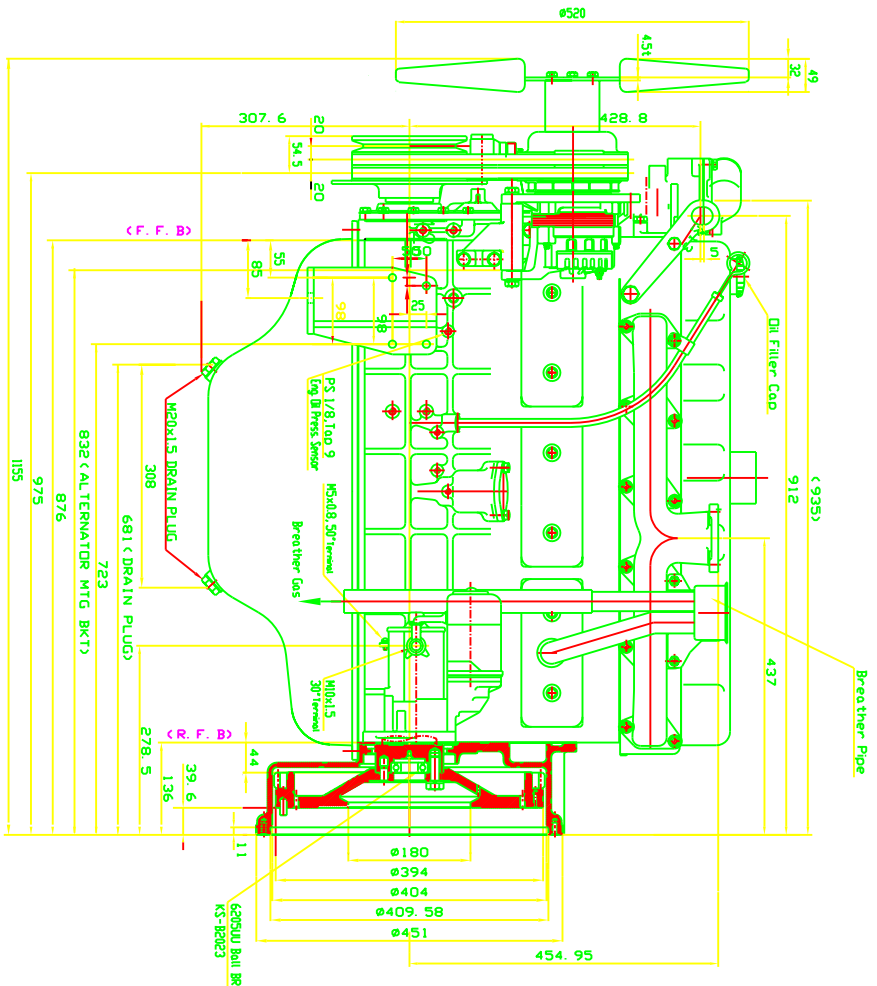 ø520
4.5t
32
49
307.6
20
54.5
20
428.8
(F. F. B)
55
85
25
98
98
5
Oil Filler Cap
PS 1/8, Tap 9
Eng Oil Press. Sensor
M20x1.5 DRAIN PLUG
308
M5x0.8, 50°Terminal
Breather Gas
1155
975
876
832 (ALTERNATOR MTG BKT)
723
681 (DRAIN PLUG)
278.5
(935)
912
437
Breather Pipe
M10x1.5
30°Terminal
(R. F. B)
44
39.6
136
11
ø180
ø394
ø404
ø409.58
ø451
454.95
6205UU Ball BR
KS-B2023